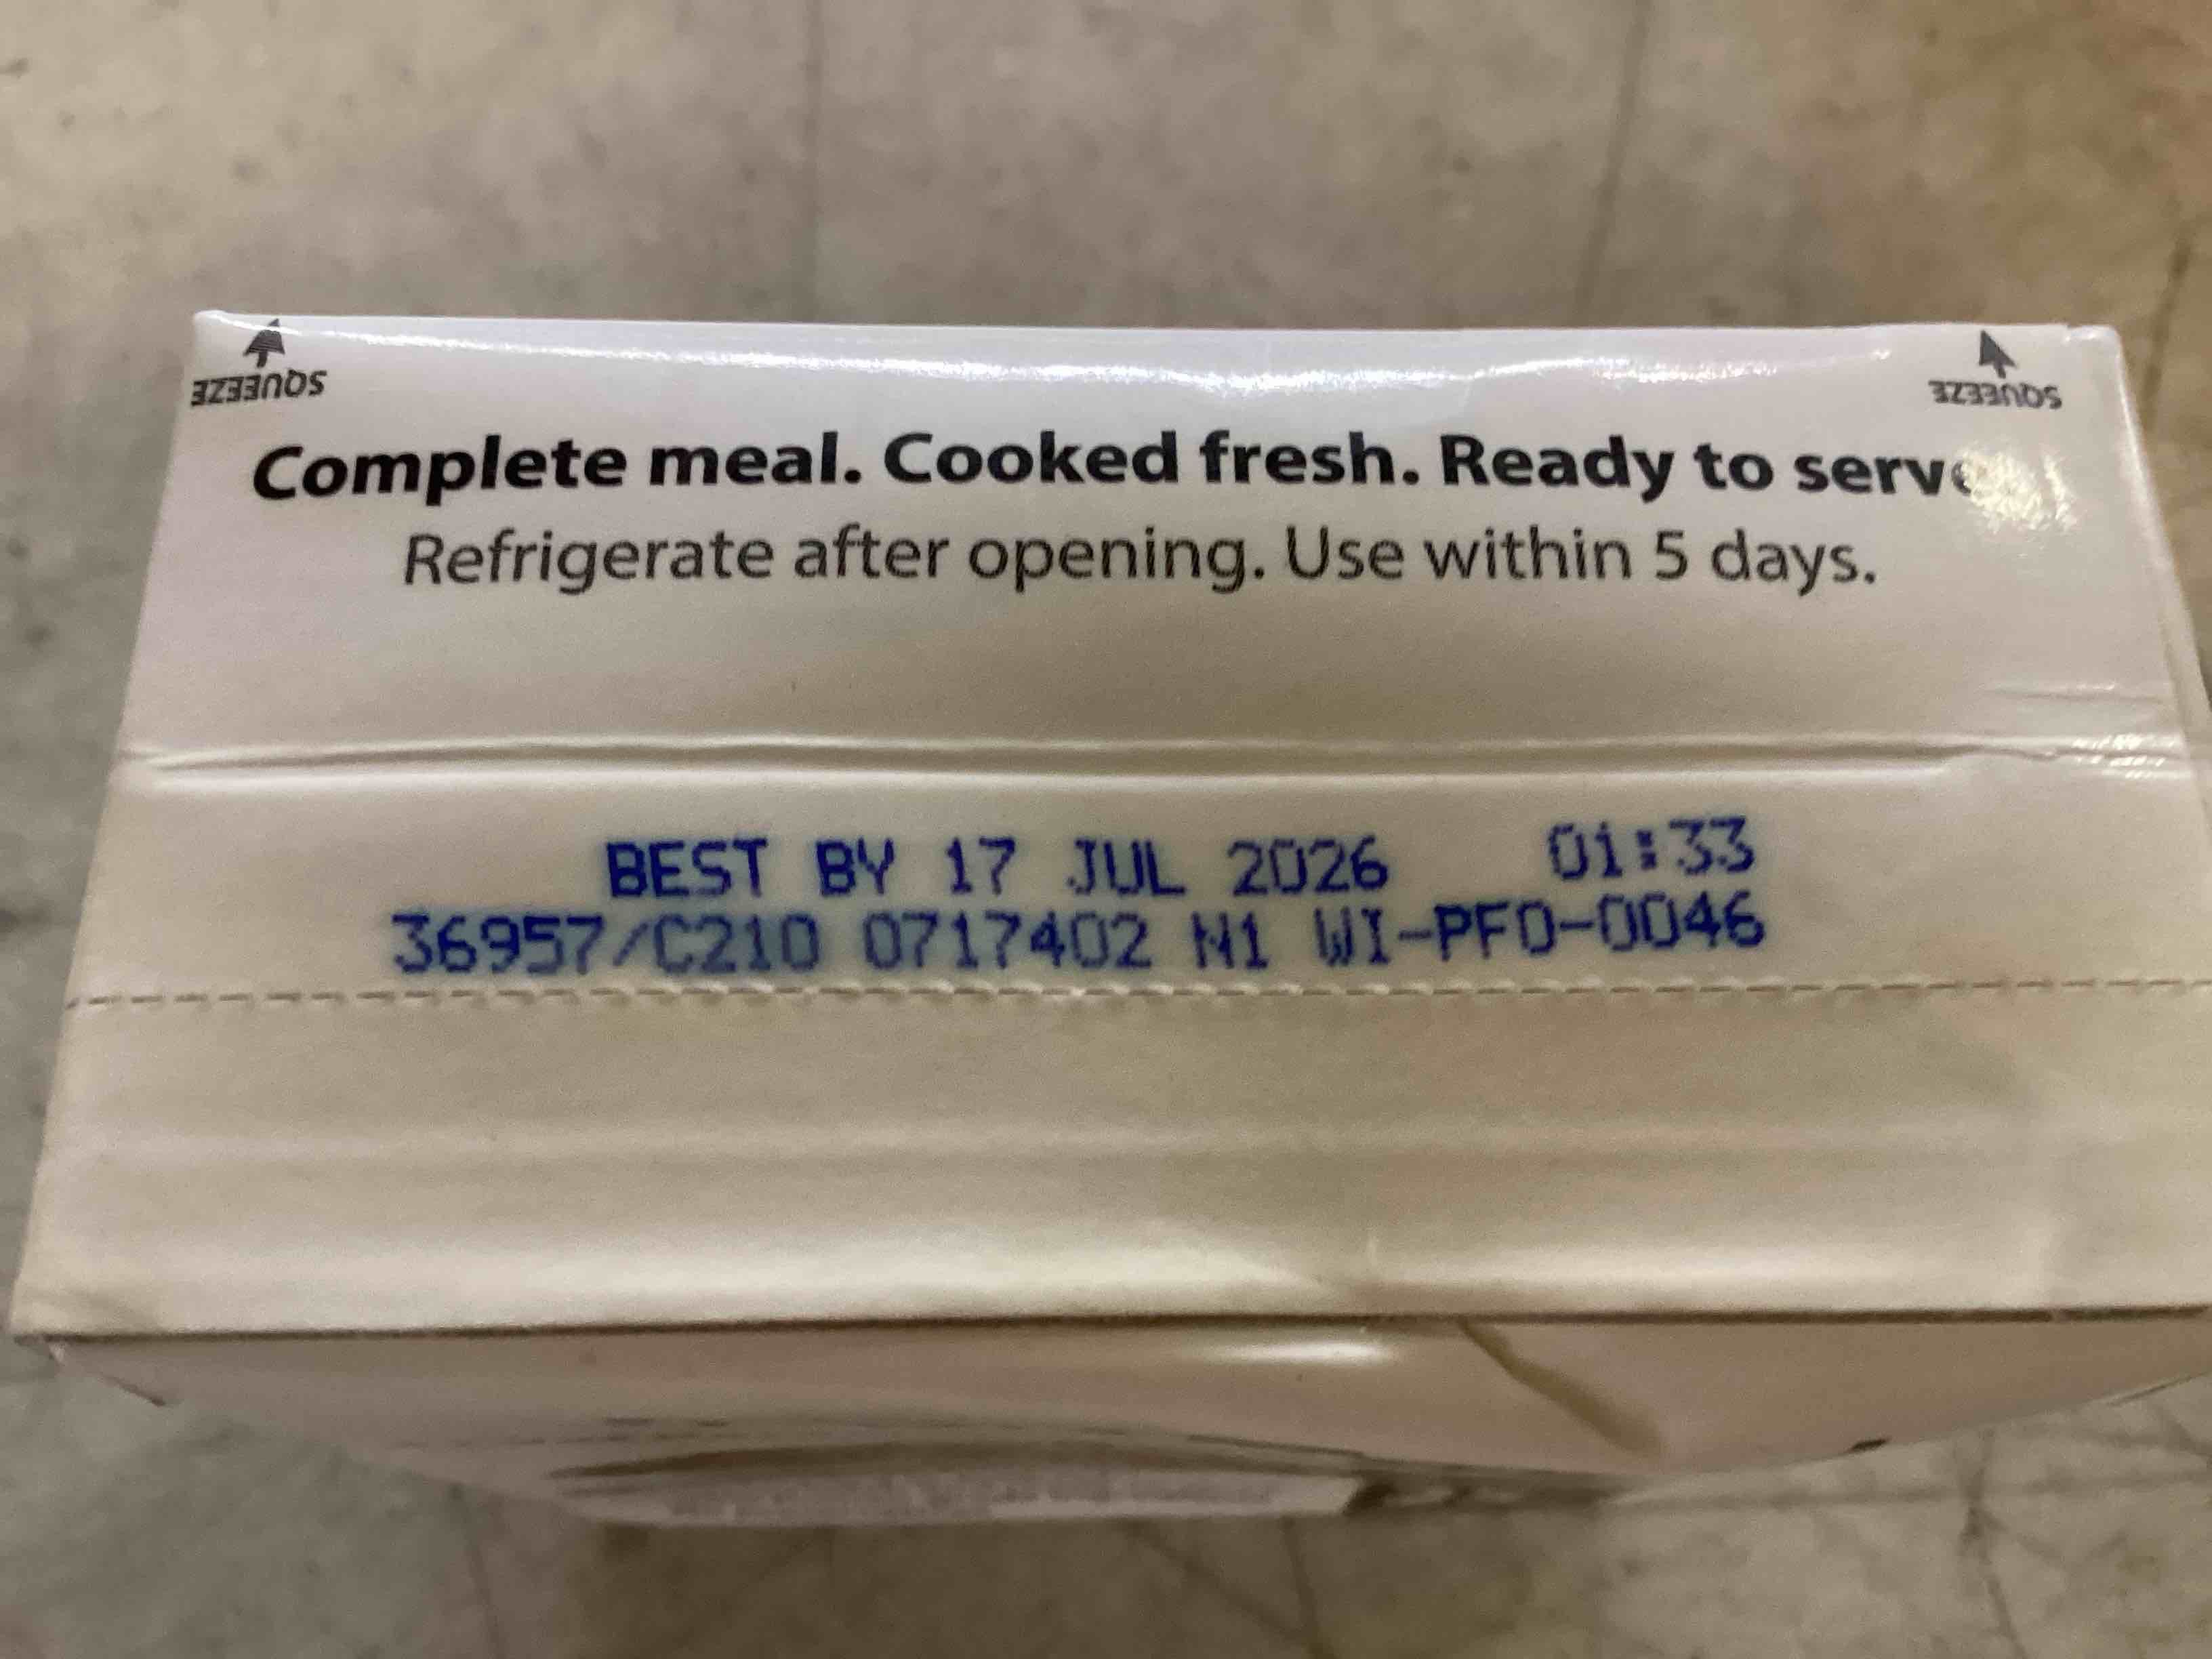 SQUEEZE SQUEEZE
Complete meal. Cooked fresh. Ready to serve
Refrigerate after opening. Use within 5 days.
BEST BY 17 JUL 2026 01:33
36957/C210 0717402 N1 WI-PFO-0046